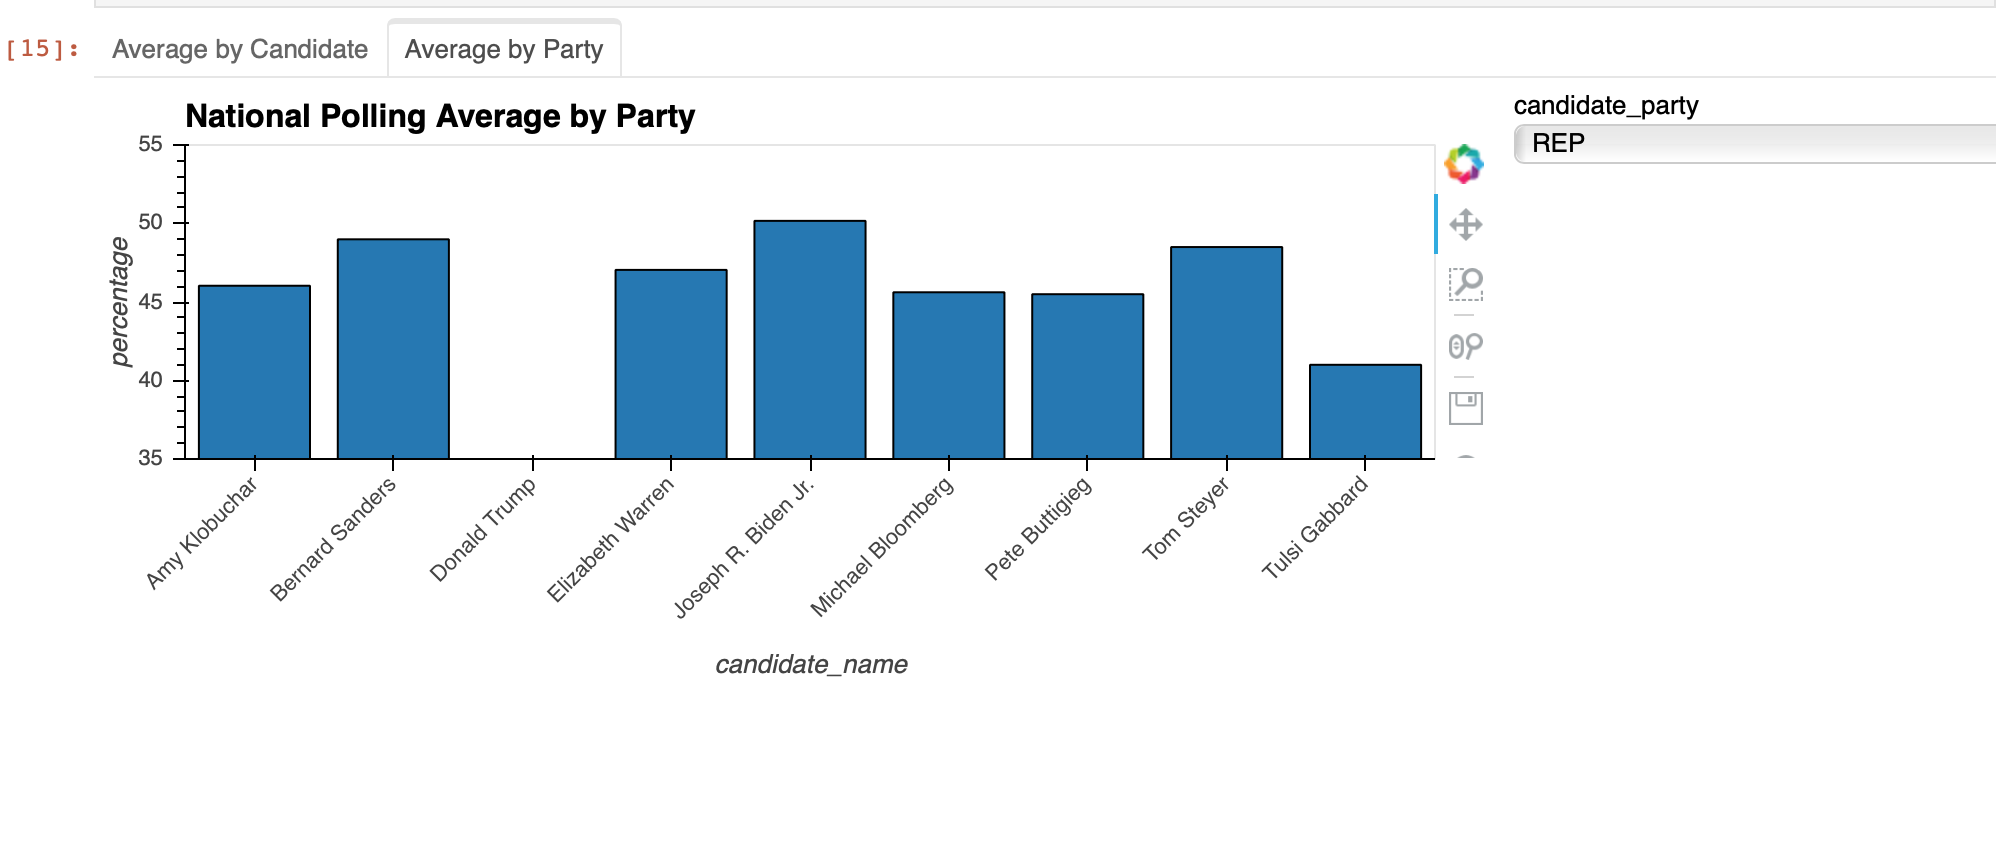 [15]:
Average by Candidate
Average by Party
National Polling Average by Party
candidate_party
REP
percentage
55
50
45
40
35
Amy Klobuchar
Bernard Sanders
Donald Trump
Elizabeth Warren
Joseph R. Biden Jr.
Michael Bloomberg
Pete Buttigieg
Tom Steyer
Tulsi Gabbard
candidate_name